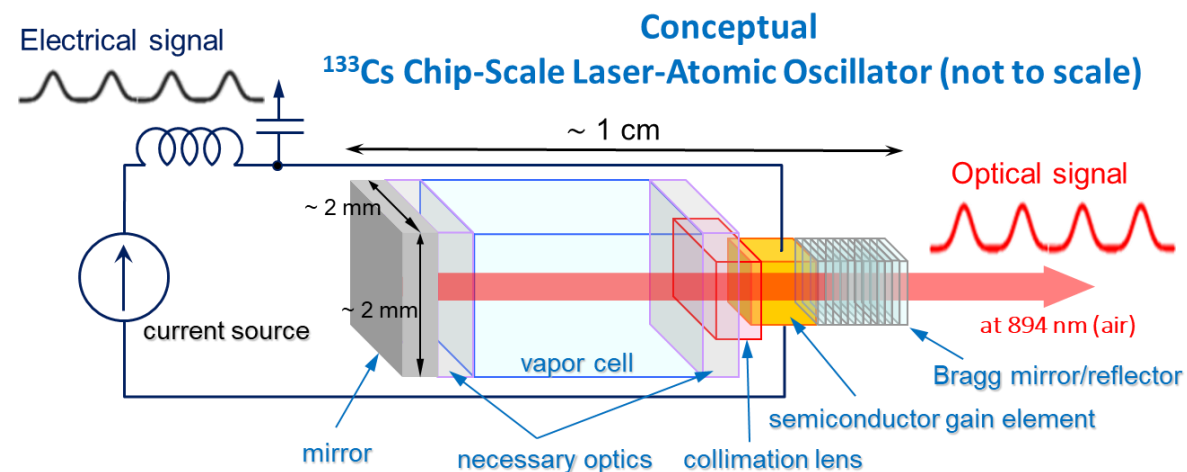 Electrical signal
Conceptual
¹³³Cs Chip-Scale Laser-Atomic Oscillator (not to scale)
~ 1 cm
Optical signal
~ 2 mm
~ 2 mm
current source
at 894 nm (air)
vapor cell
Bragg mirror/reflector
semiconductor gain element
mirror
necessary optics
collimation lens